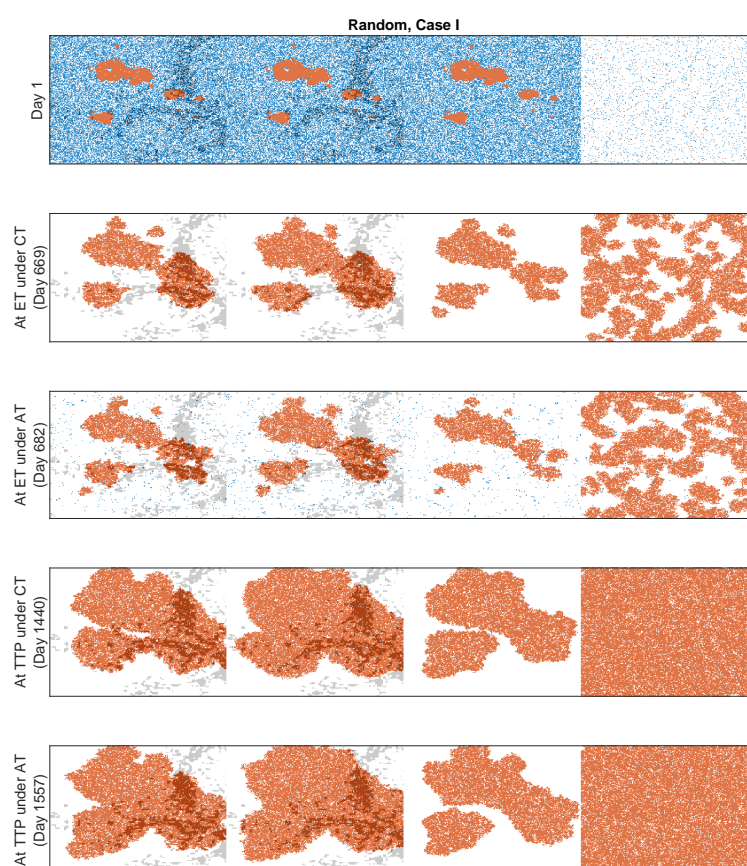 Random, Case I
Day 1
At ET under CT
(Day 669)
At ET under AT
(Day 682)
At TTP under CT
(Day 1440)
At TTP under AT
(Day 1557)